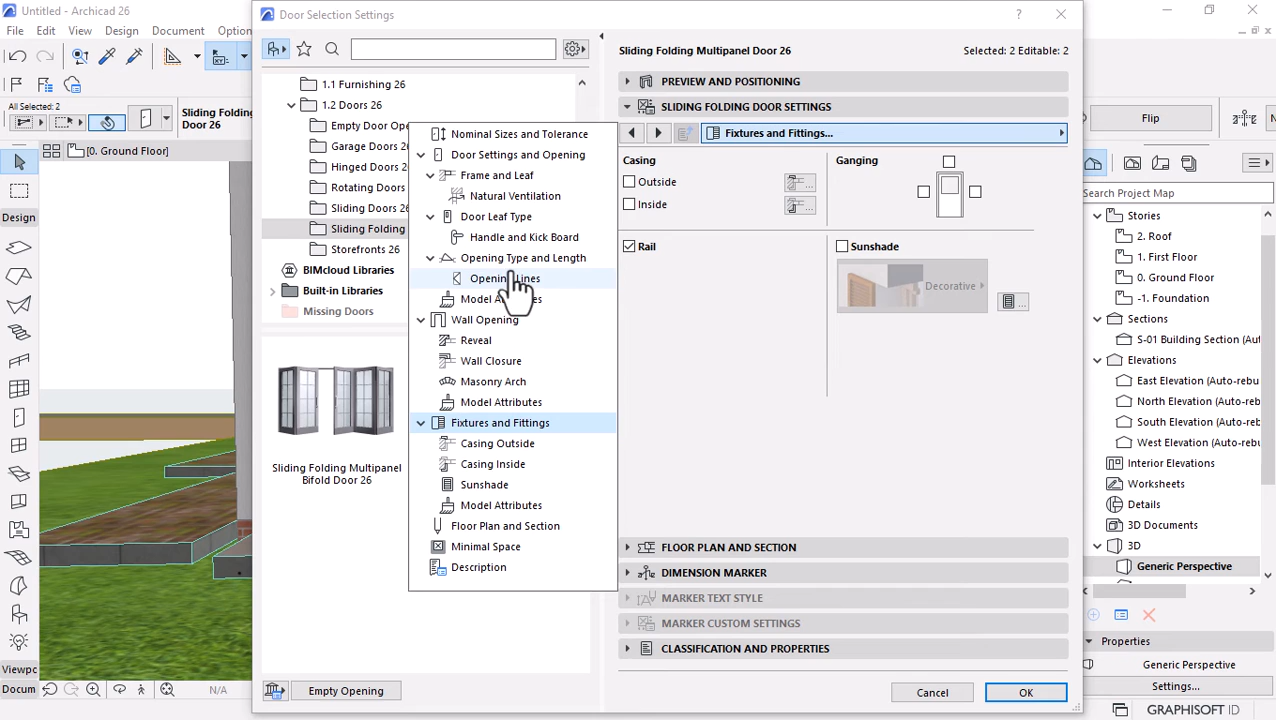 Untitled - Archicad 26
File
Edit
View
Design
Document
All Selected: 2
Sliding Folding
Door 26
[0. Ground Floor]
Design
Viewpc
Docum
N/A
Door Selection Settings
?
1.1 Furnishing 26
1.2 Doors 26
Garage Doors
Hinged Doors
Rotating Doors
Sliding Doors 26
Sliding Folding
Storefronts 26
BIMcloud Libraries
Built-in Libraries
Missing Doors
Sliding Folding Multipanel
Bifold Door 26
Empty Opening
Nominal Sizes and Tolerance
Door Settings and Opening
Frame and Leaf
Natural Ventilation
Door Leaf Type
Handle and Kick Board
Opening Type and Length
Opening Lines
Wall Opening
Reveal
Wall Closure
Masonry Arch
Model Attributes
Fixtures and Fittings
Casing Outside
Casing Inside
Sunshade
Model Attributes
Floor Plan and Section
Minimal Space
Description
Sliding Folding Multipanel Door 26
Selected: 2 Editable: 2
PREVIEW AND POSITIONING
SLIDING FOLDING DOOR SETTINGS
Fixtures and Fittings...
Casing
Ganging
Outside
Inside
Rail
Sunshade
Decorative
FLOOR PLAN AND SECTION
DIMENSION MARKER
MARKER TEXT STYLE
MARKER CUSTOM SETTINGS
CLASSIFICATION AND PROPERTIES
Cancel
OK
Flip
Search Project Map
Stories
2. Roof
1. First Floor
0. Ground Floor
-1. Foundation
Sections
S-01 Building Section (Aut
Elevations
East Elevation (Auto-rebu
North Elevation (Auto-reb
South Elevation (Auto-reb
West Elevation (Auto-rebu
Interior Elevations
Worksheets
Details
3D Documents
3D
Generic Perspective
Properties
Generic Perspective
Settings...
GRAPHISOFT ID